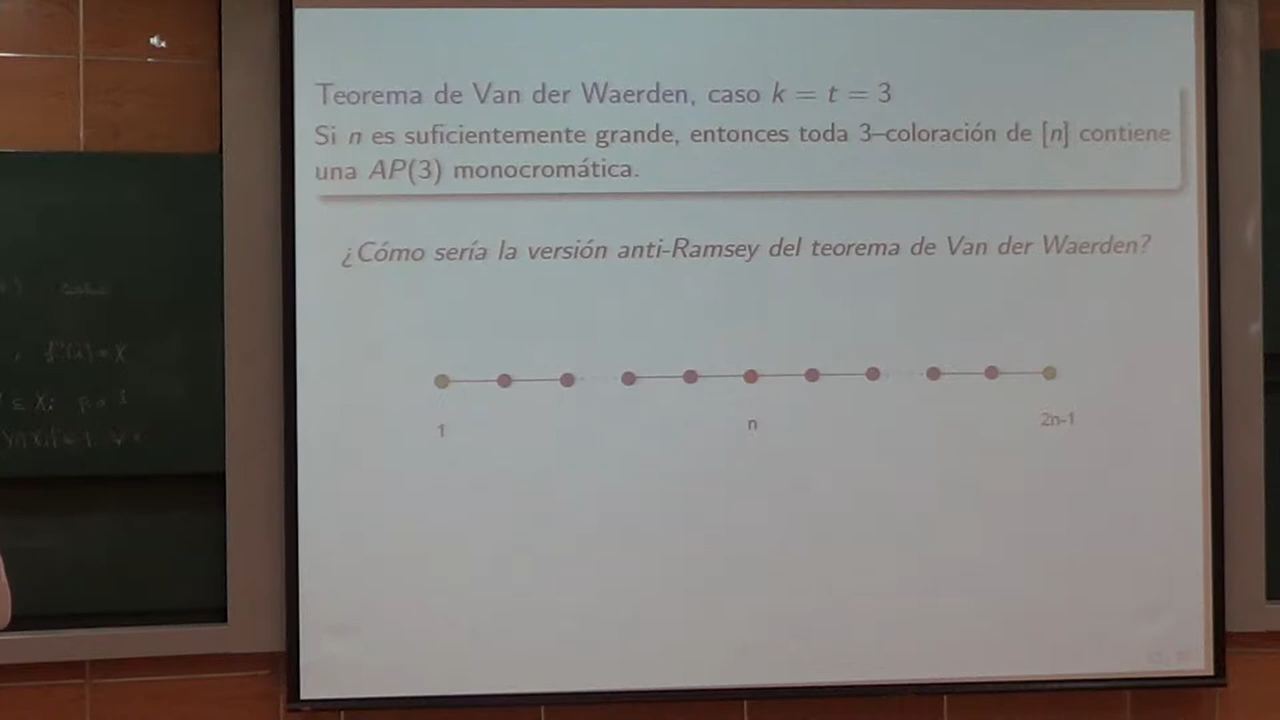 Teorema de Van der Waerden, caso k = t = 3
Si n es suficientemente grande, entonces toda 3–coloración de [n] contiene
una AP(3) monocromática.
¿Cómo sería la versión anti-Ramsey del teorema de Van der Waerden?
1 n 2n-1